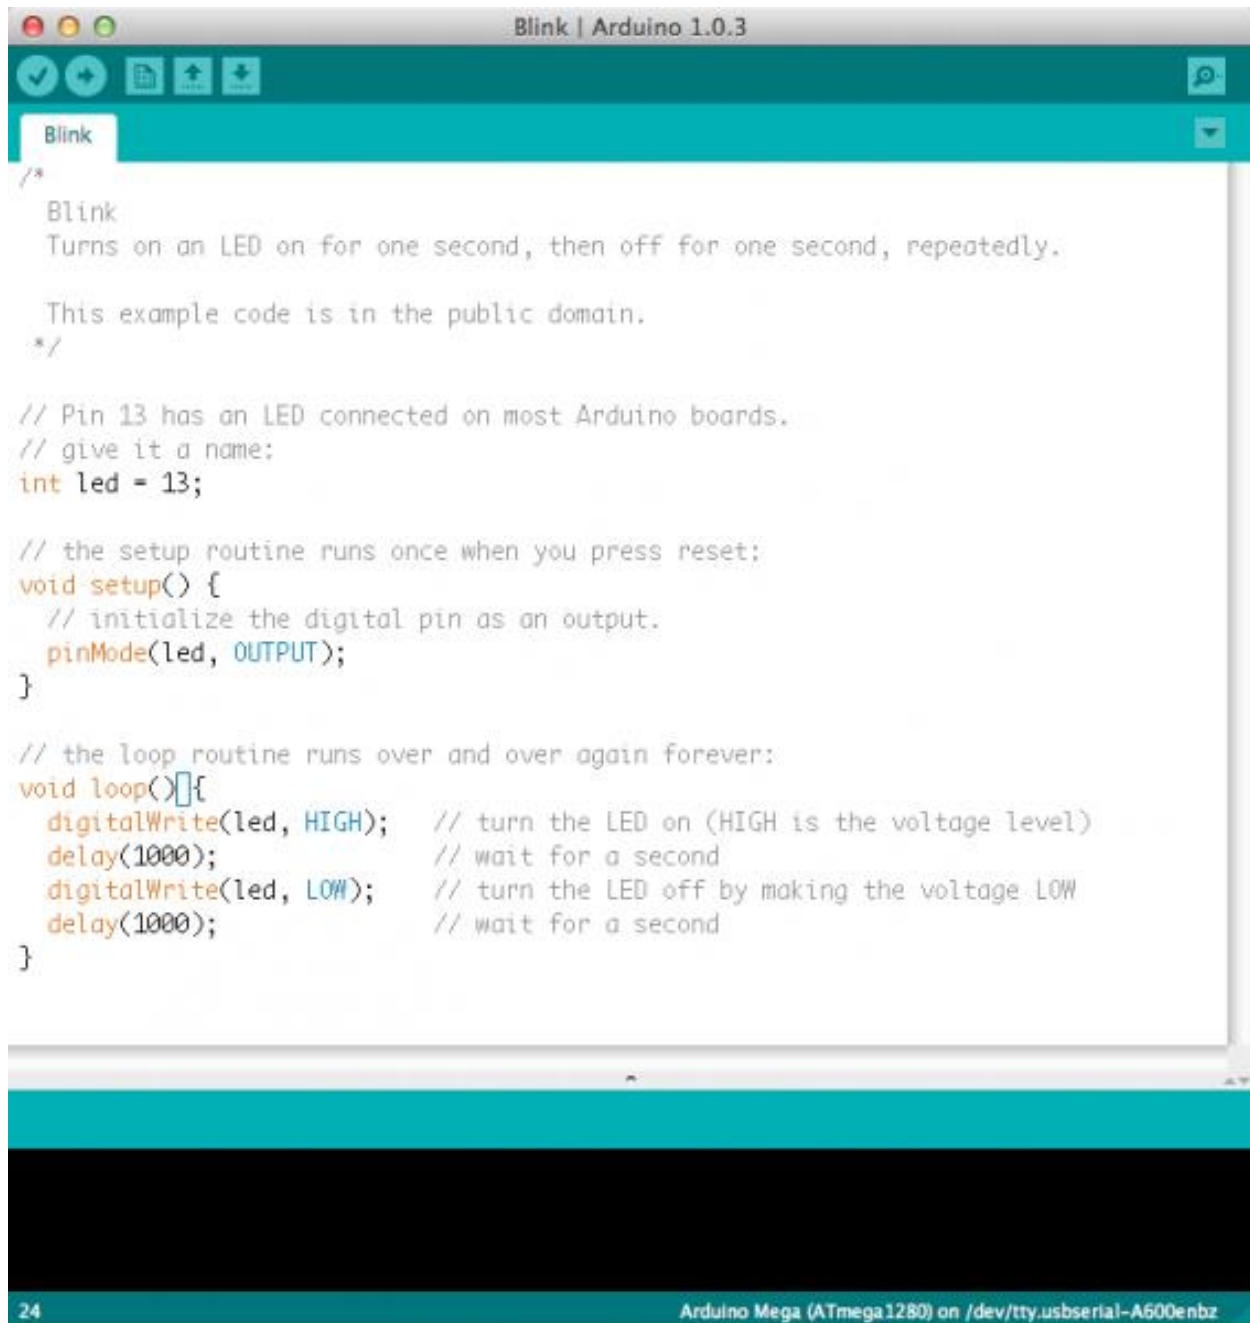 Blink | Arduino 1.0.3
Blink
/*
  Blink
  Turns on an LED on for one second, then off for one second, repeatedly.

  This example code is in the public domain.
 */

// Pin 13 has an LED connected on most Arduino boards.
// give it a name:
int led = 13;

// the setup routine runs once when you press reset:
void setup() {
  // initialize the digital pin as an output.
  pinMode(led, OUTPUT);
}

// the loop routine runs over and over again forever:
void loop() {
  digitalWrite(led, HIGH);   // turn the LED on (HIGH is the voltage level)
  delay(1000);               // wait for a second
  digitalWrite(led, LOW);    // turn the LED off by making the voltage LOW
  delay(1000);               // wait for a second
}
24 Arduino Mega (ATmega1280) on /dev/tty.usbserial-A600enbz